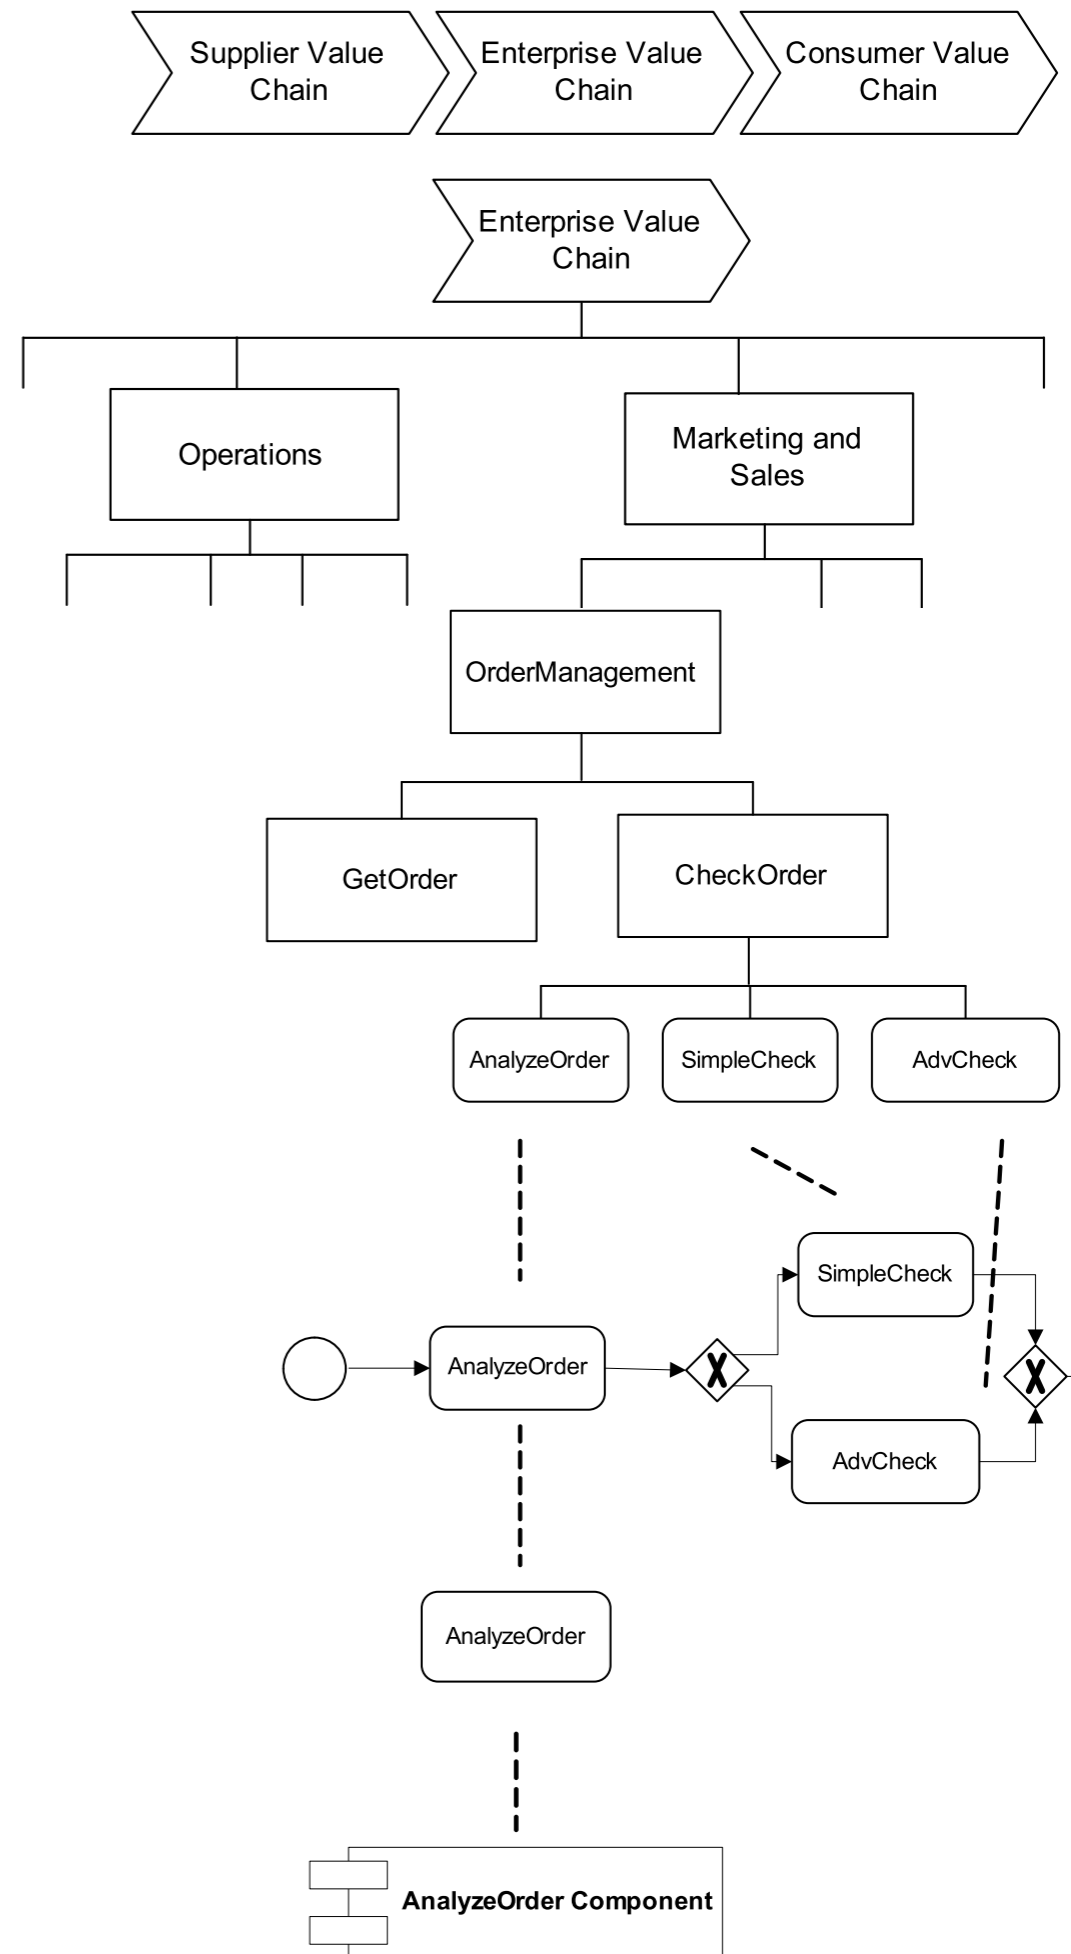 Supplier Value
Chain
Enterprise Value
Chain
Consumer Value
Chain
Enterprise Value
Chain
Operations
Marketing and
Sales
OrderManagement
GetOrder
CheckOrder
AnalyzeOrder
SimpleCheck
AdvCheck
SimpleCheck
AnalyzeOrder
X
X
AdvCheck
AnalyzeOrder
AnalyzeOrder Component